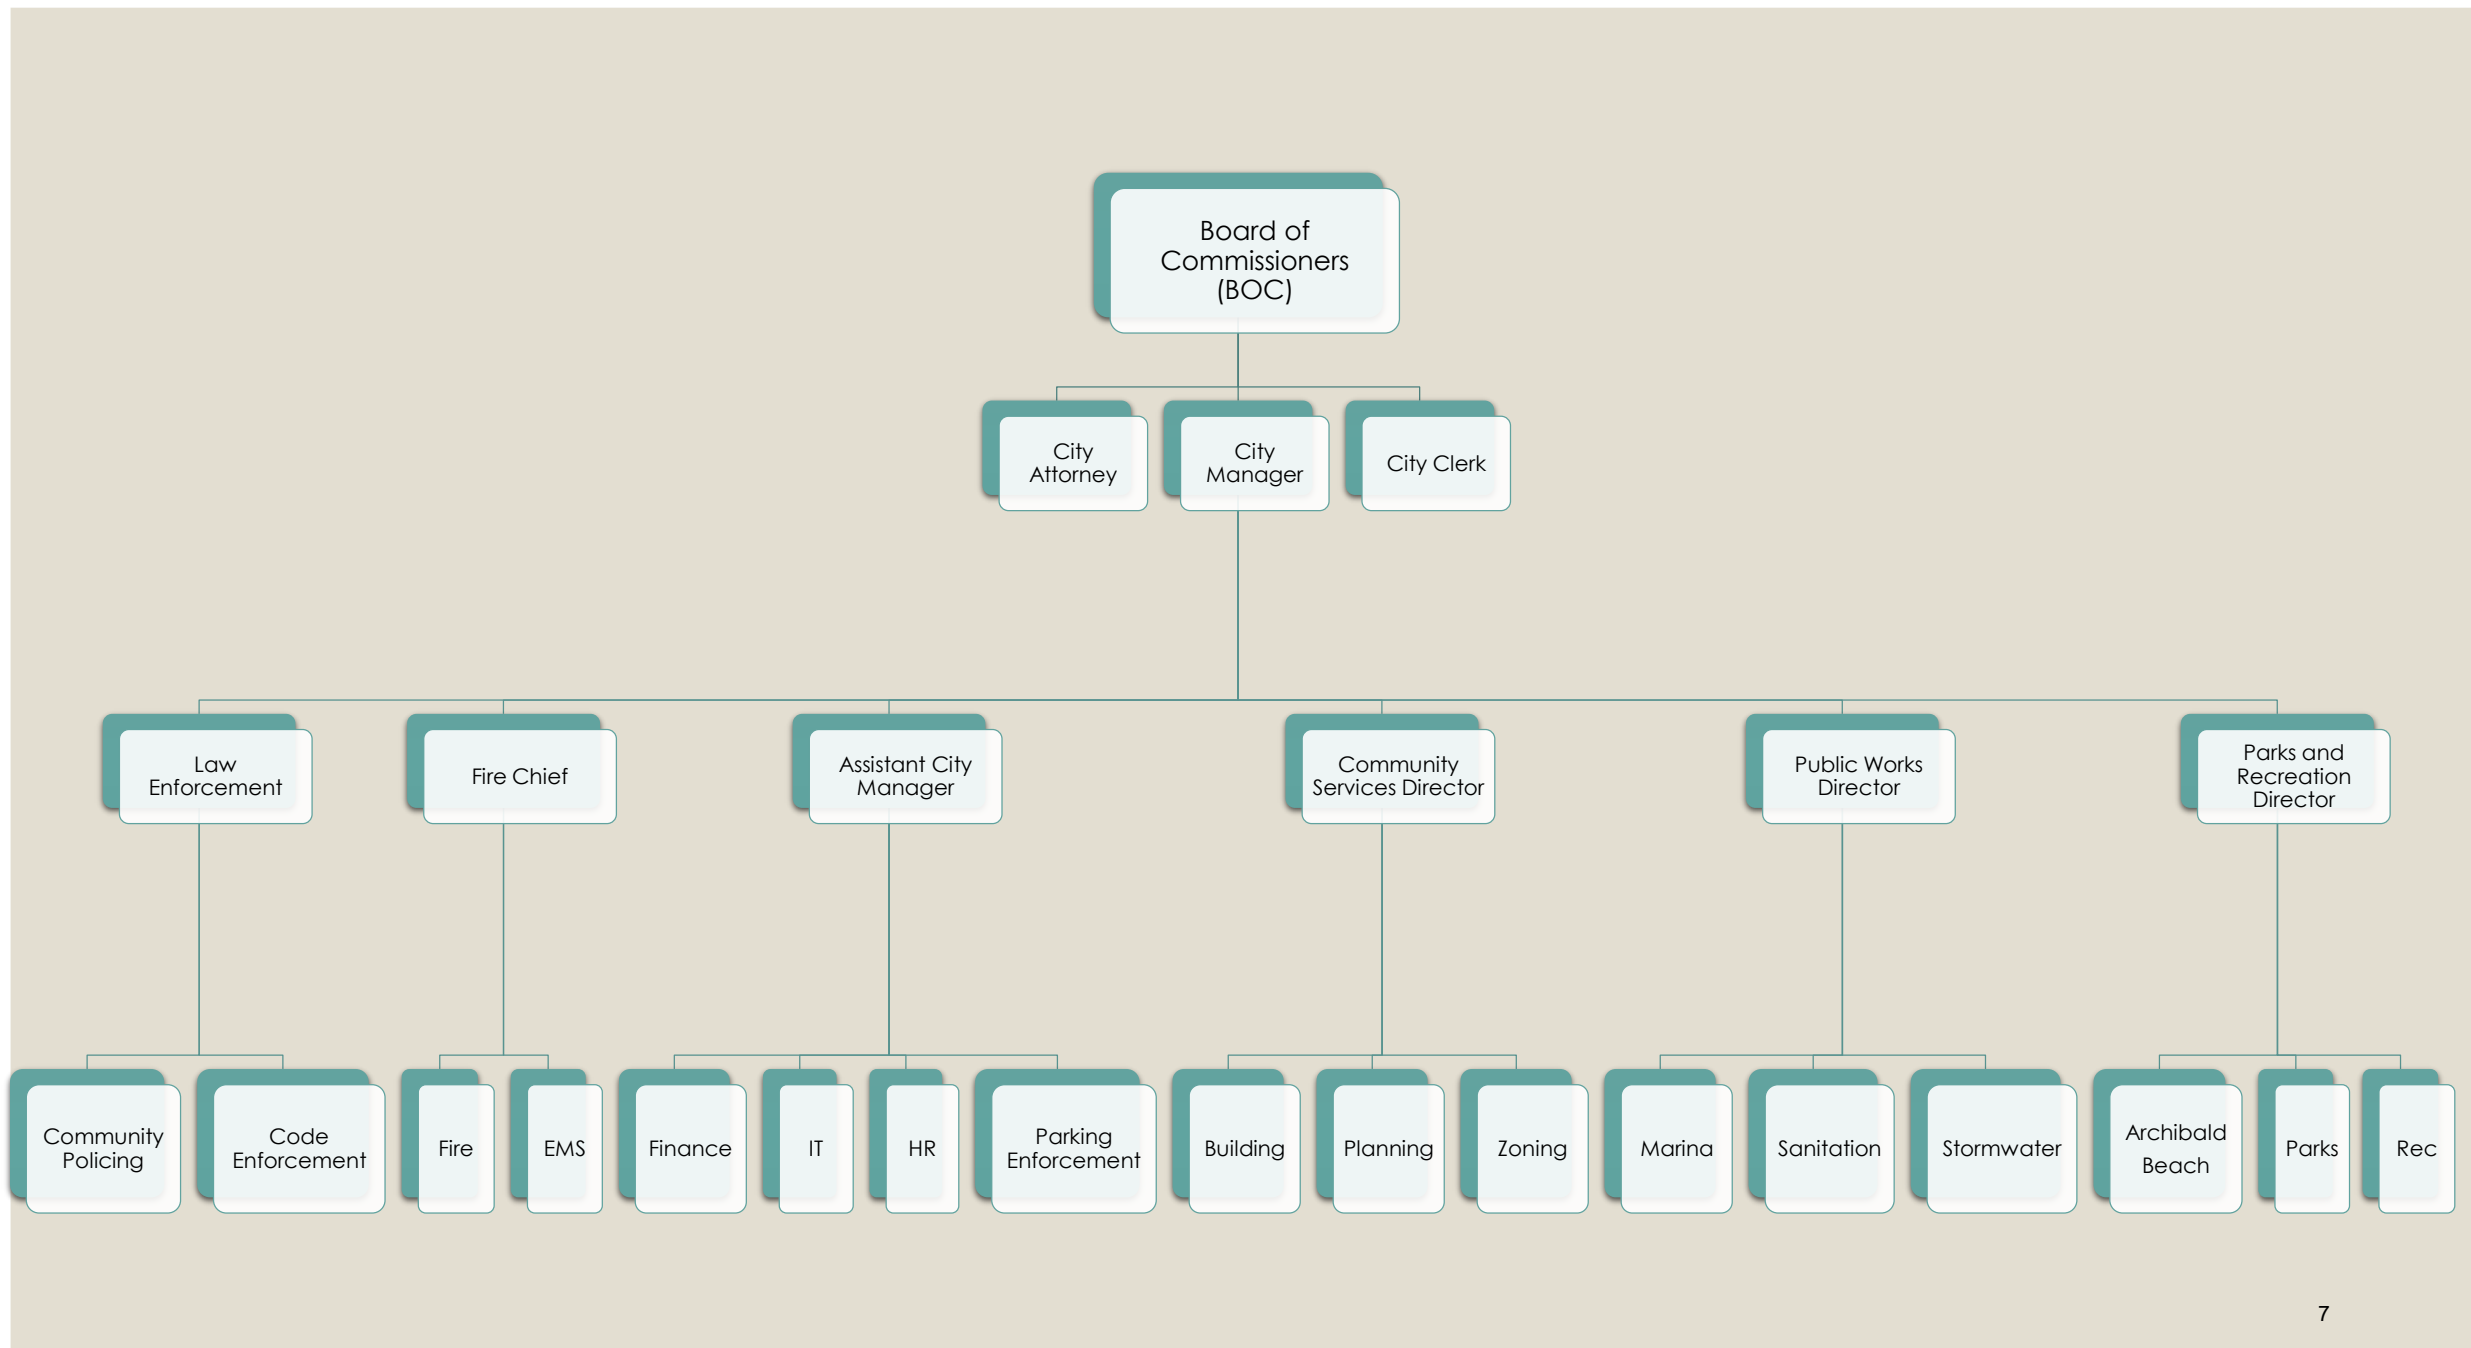 Board of
Commissioners
(BOC)
City
Attorney
City
Manager
City Clerk
Law
Enforcement
Fire Chief
Assistant City
Manager
Community
Services Director
Public Works
Director
Parks and
Recreation
Director
Community
Policing
Code
Enforcement
Fire
EMS
Finance
IT
HR
Parking
Enforcement
Building
Planning
Zoning
Marina
Sanitation
Stormwater
Archibald
Beach
Parks
Rec
7